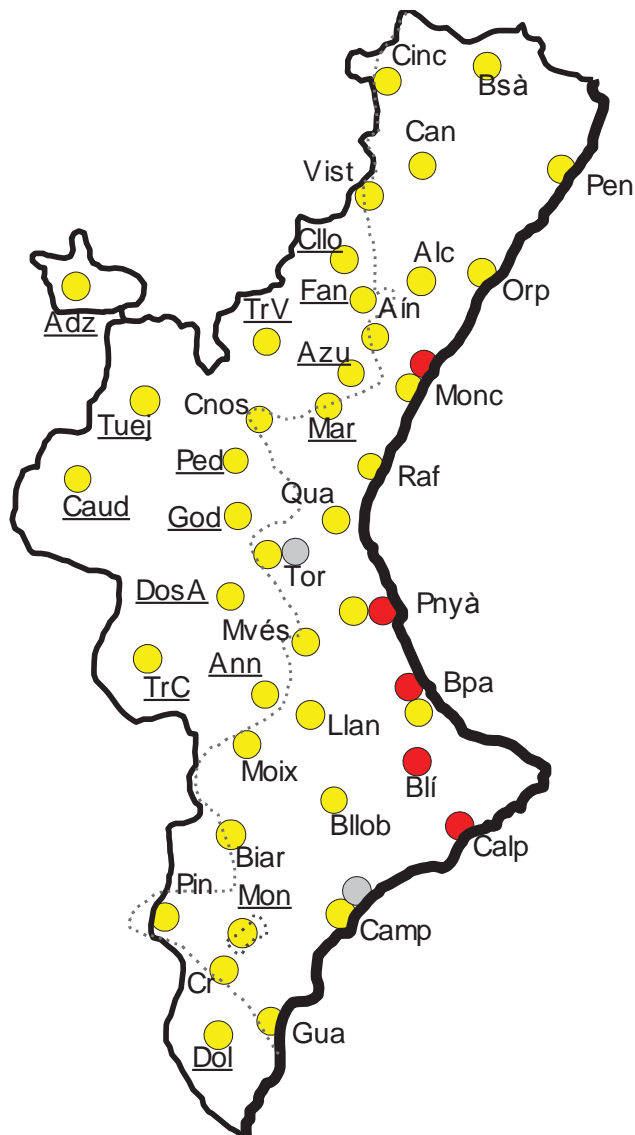 Cinc
Bsà
Can
Pen
Vist
Cllo
Alc
Orp
Fan
Adz
TrV
Aín
Azu
Monc
Cnos
Mar
Tuej
Ped
Raf
Caud
Qua
God
Tor
DosA
Pnyà
Mvés
Ann
Bpa
TrC
Llan
Moix
Blí
Bllob
Calp
Biar
Pin
Mon
Camp
Cr
Gua
Dol